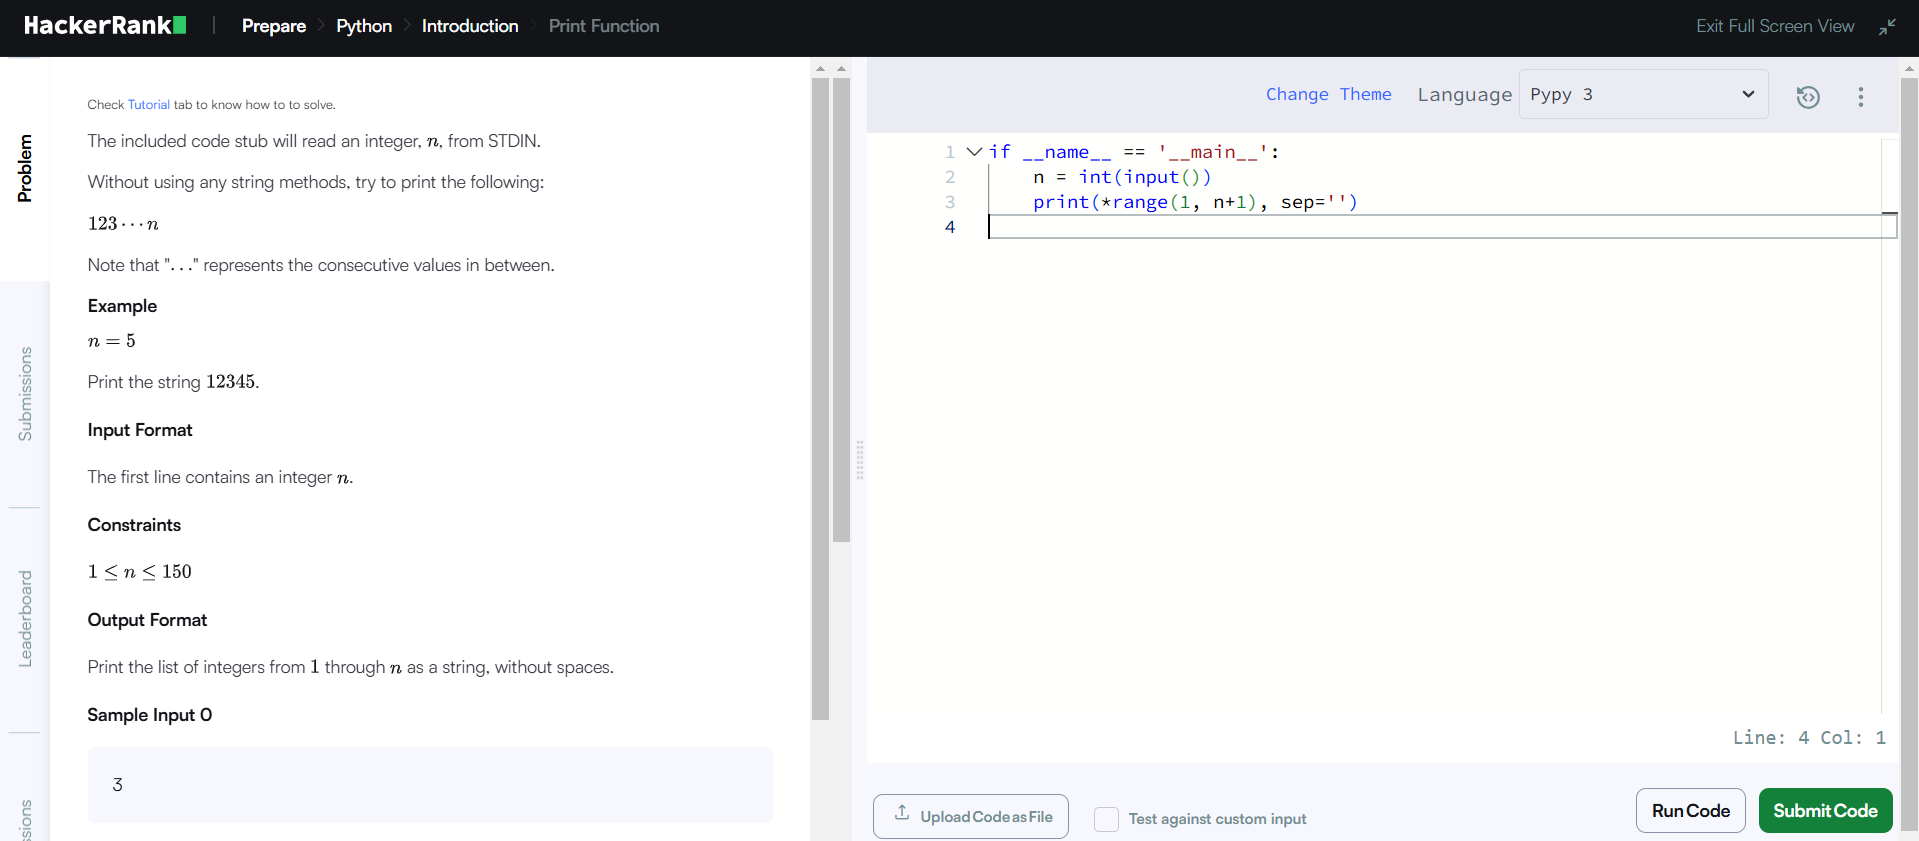 HackerRank | Prepare > Python > Introduction > Print Function
Exit Full Screen View
Problem
Submissions
Leaderboard
Check Tutorial tab to know how to to solve.
The included code stub will read an integer, n, from STDIN.
Without using any string methods, try to print the following:
123···n
Note that "..." represents the consecutive values in between.
Example
n = 5
Print the string 12345.
Input Format
The first line contains an integer n.
Constraints
1 ≤ n ≤ 150
Output Format
Print the list of integers from 1 through n as a string, without spaces.
Sample Input 0
3
Change Theme Language Pypy 3
1 if __name__ == '__main__':
2 n = int(input())
3 print(*range(1, n+1), sep='')
4
Line: 4 Col: 1
Upload Code as File
Test against custom input
Run Code
Submit Code